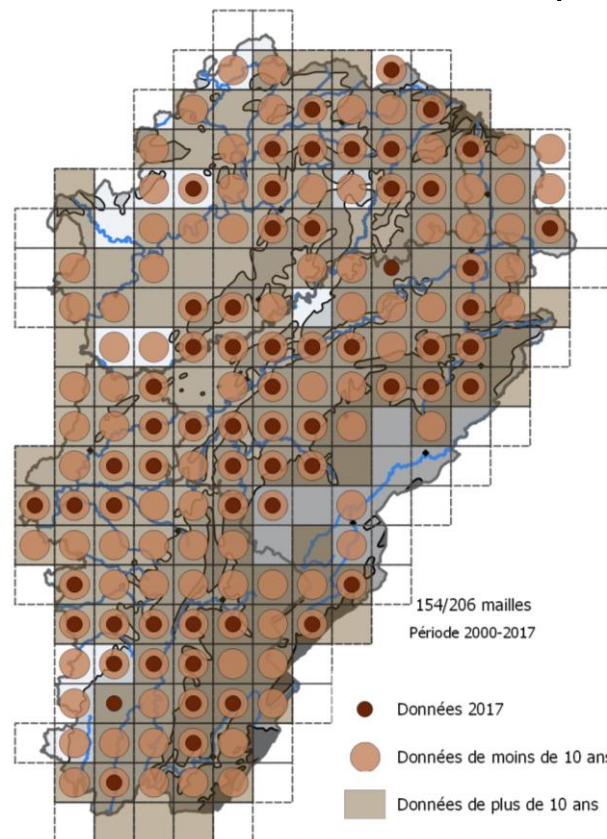 154/206 mailles
Période 2000-2017
Données 2017
Données de moins de 10 ans
Données de plus de 10 ans